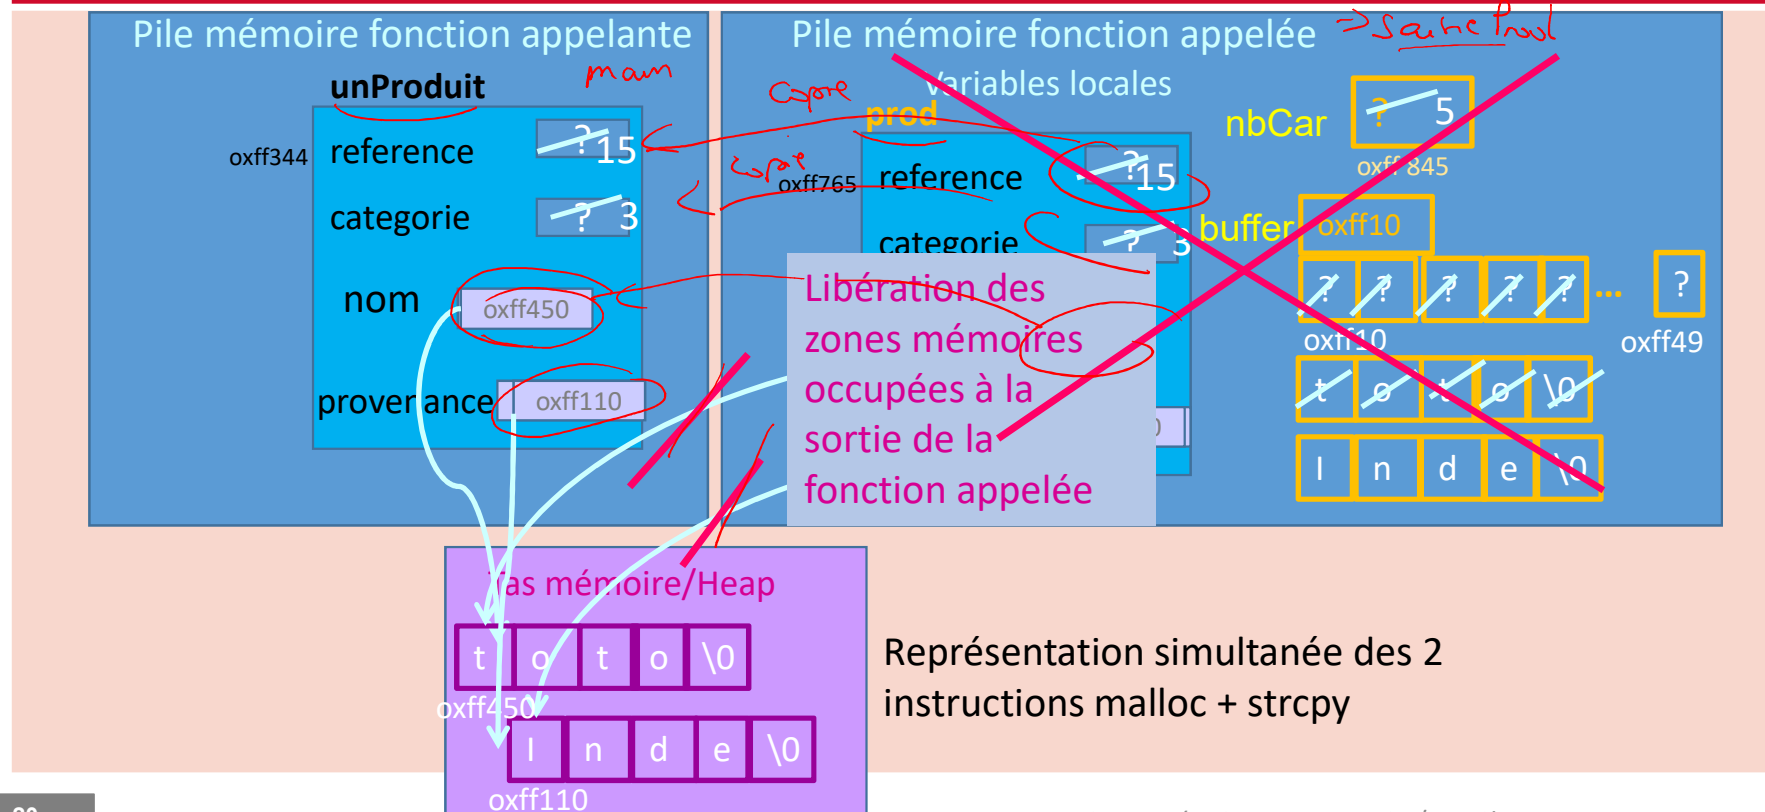 Pile mémoire fonction appelante
Pile mémoire fonction appelée
main
unProduit
Variables locales
prod
nbCar
? 5
oxff845
oxff344
reference
? 15
oxff765
reference
? 15
categorie
? 3
categorie
? 3
buffer
oxff10
? ? ? ? ? ... ?
oxff10
oxff49
nom
oxff450
provenance
oxff110
t o t o \0
I n d e \0
Libération des
zones mémoires
occupées à la
sortie de la
fonction appelée
Tas mémoire/Heap
t o t o \0
oxff450
I n d e \0
oxff110
Représentation simultanée des 2
instructions malloc + strcpy